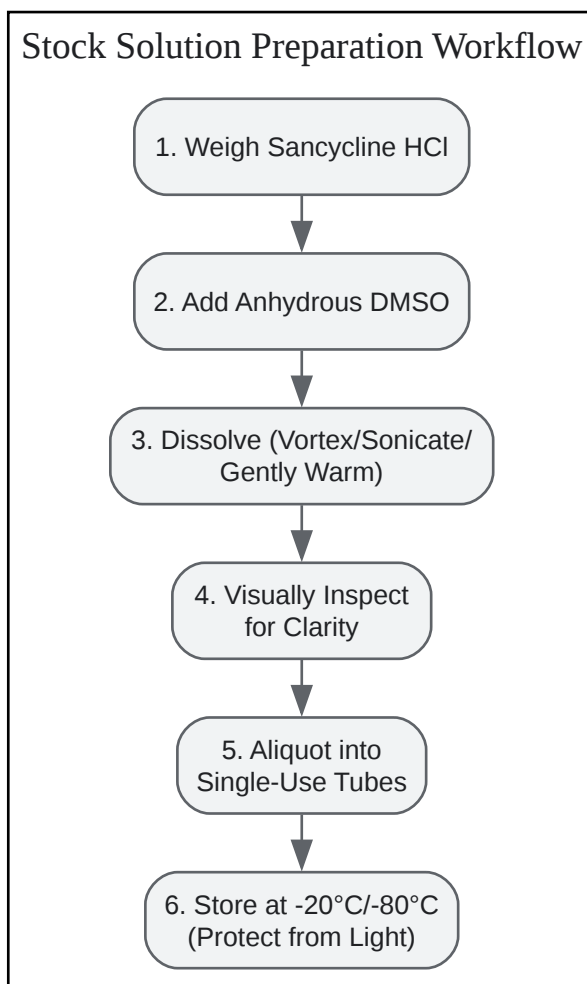 Stock Solution Preparation Workflow
1. Weigh Sancycline HCl
2. Add Anhydrous DMSO
3. Dissolve (Vortex/Sonicate/
Gently Warm)
4. Visually Inspect
for Clarity
5. Aliquot into
Single-Use Tubes
6. Store at -20°C/-80°C
(Protect from Light)